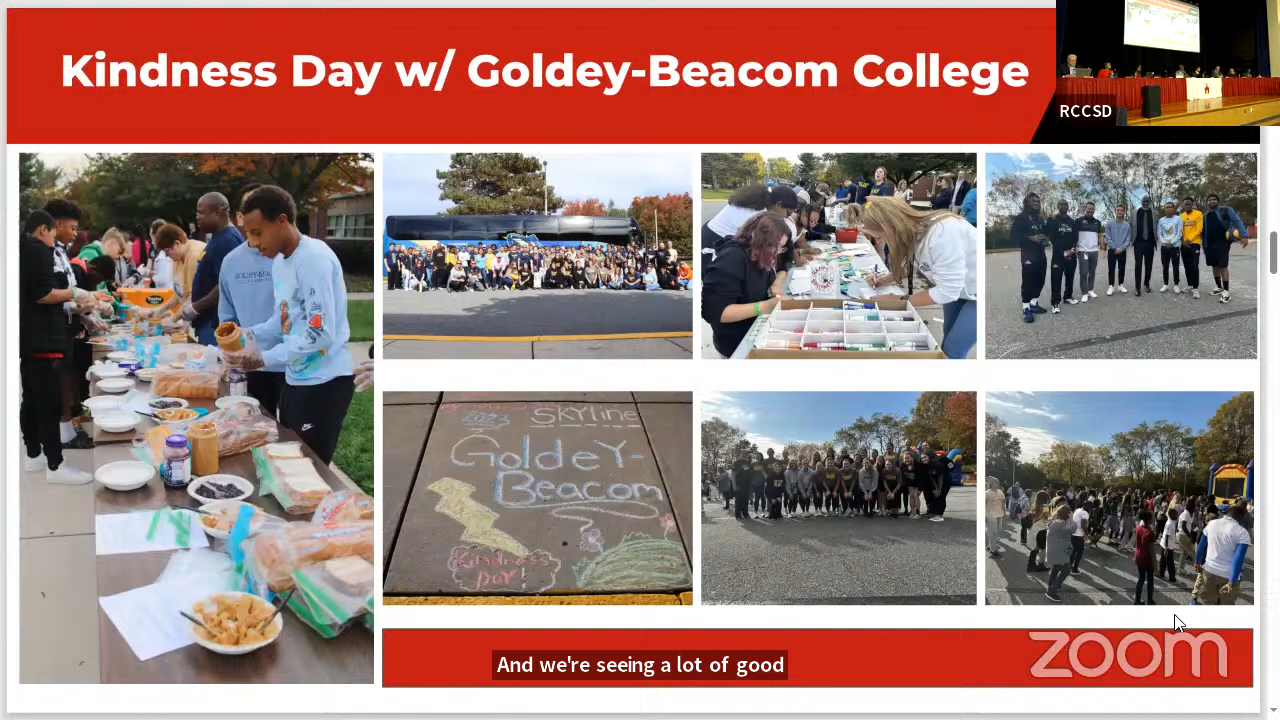 Kindness Day w/ Goldey-Beacom College
RCCSD
2023 SKYline
Goldey-
Beacom
Kindness
Day!
And we're seeing a lot of good
zoom